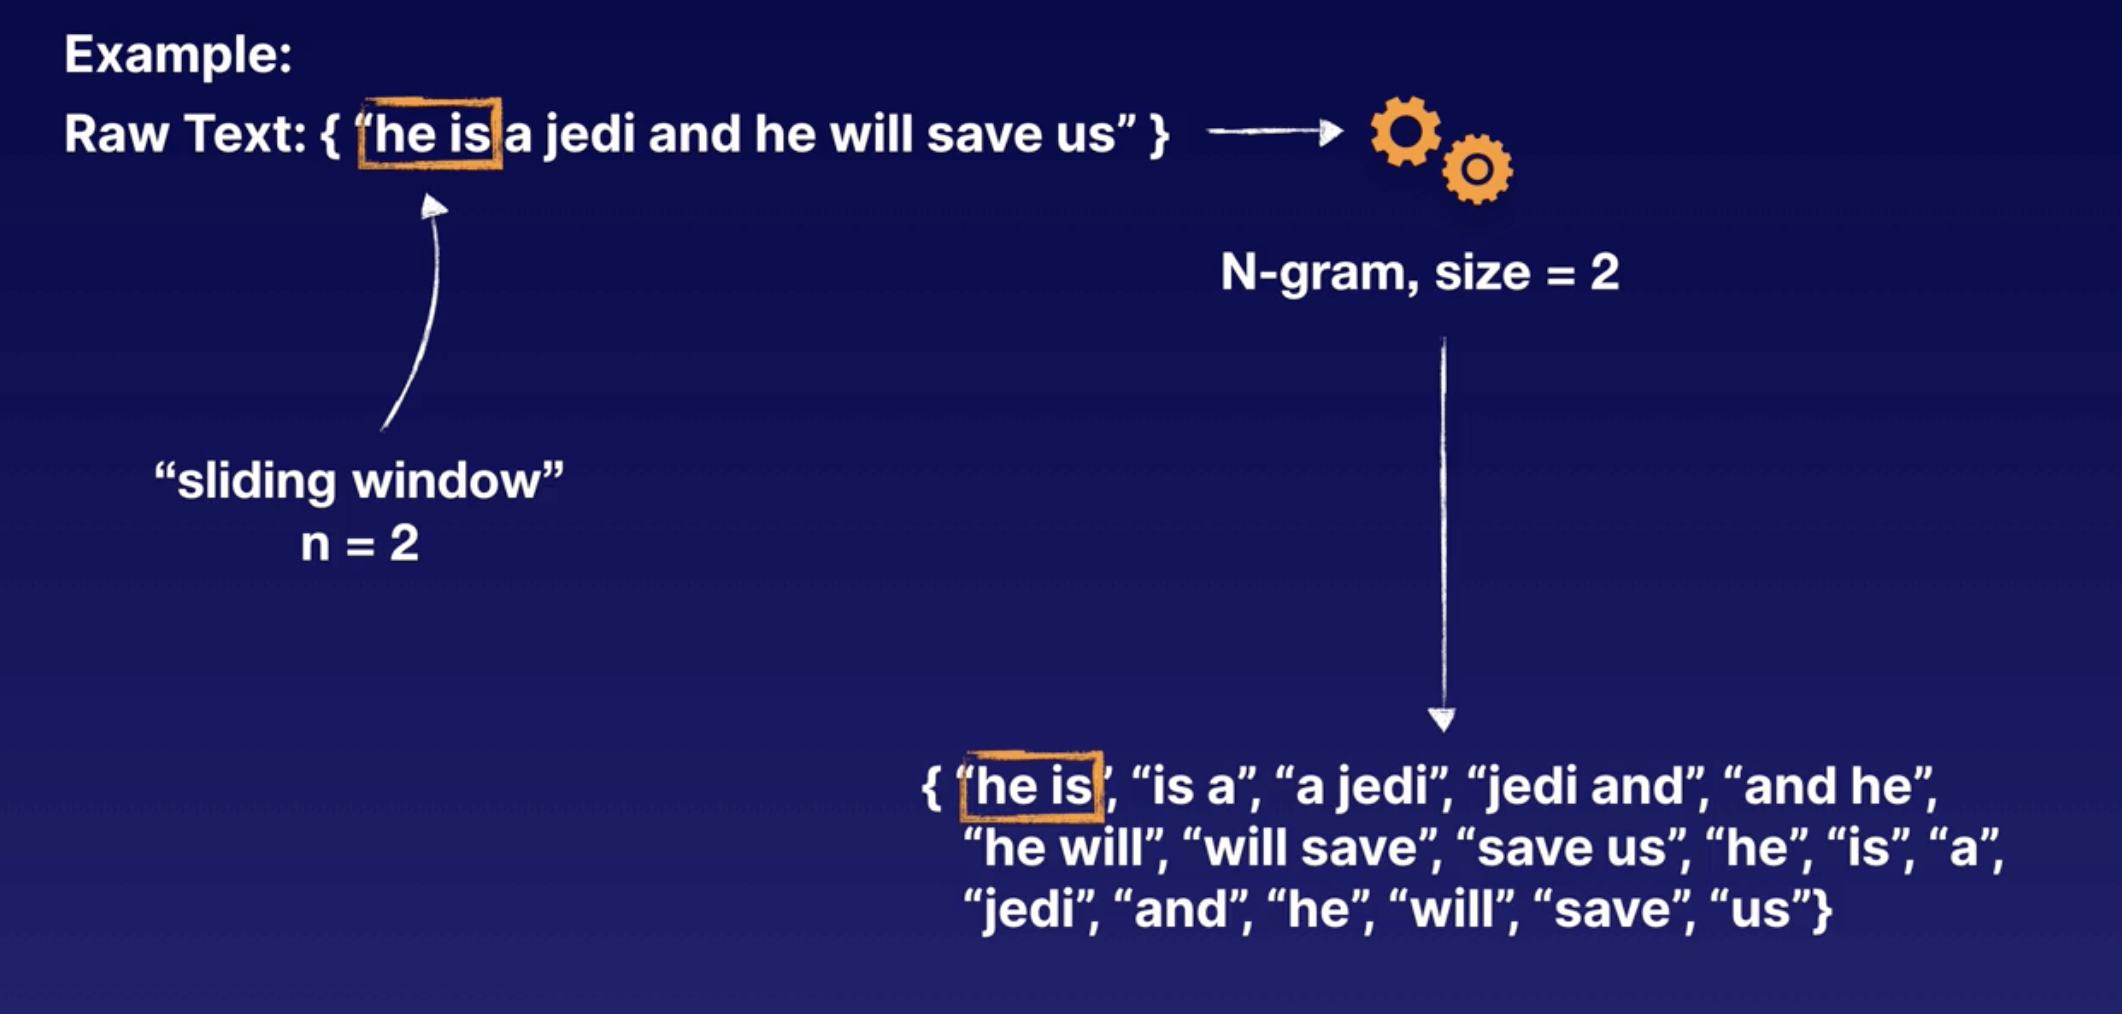 Example:
Raw Text: { “he is a jedi and he will save us” }
N-gram, size = 2
“sliding window”
n = 2
{ “he is”, “is a”, “a jedi”, “jedi and”, “and he”,
“he will”, “will save”, “save us”, “he”, “is”, “a”,
“jedi”, “and”, “he”, “will”, “save”, “us”}